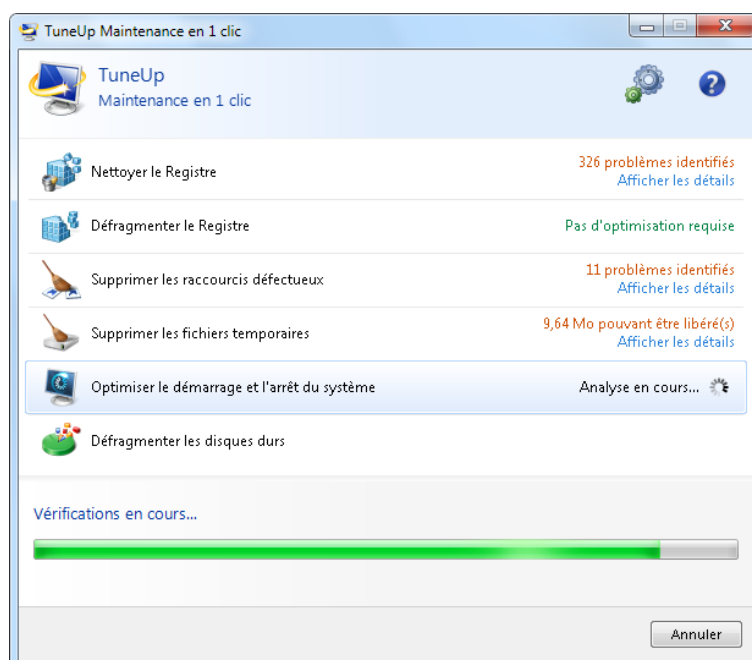 TuneUp Maintenance en 1 clic
TuneUp
Maintenance en 1 clic
Nettoyer le Registre
326 problèmes identifiés
Afficher les détails
Défragmenter le Registre
Pas d'optimisation requise
Supprimer les raccourcis défectueux
11 problèmes identifiés
Afficher les détails
Supprimer les fichiers temporaires
9,64 Mo pouvant être libéré(s)
Afficher les détails
Optimiser le démarrage et l'arrêt du système
Analyse en cours...
Défragmenter les disques durs
Vérifications en cours...
Annuler